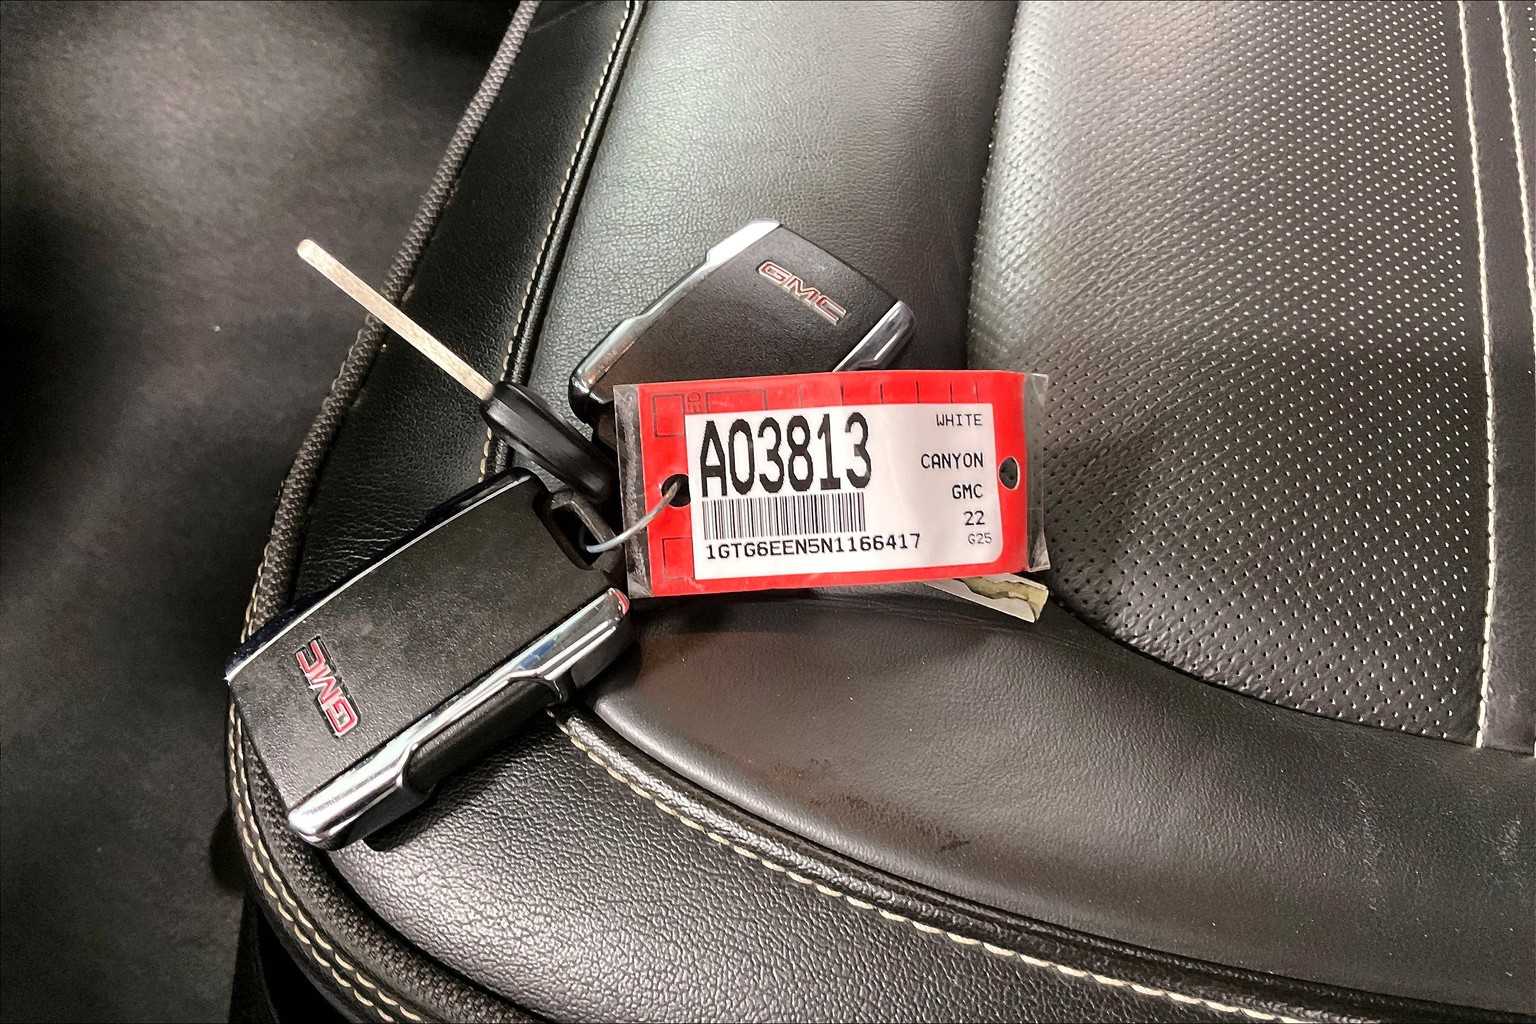 GMC
A03813
WHITE
CANYON
GMC
22
G25
1GTG6EEN5N1166417
GMC